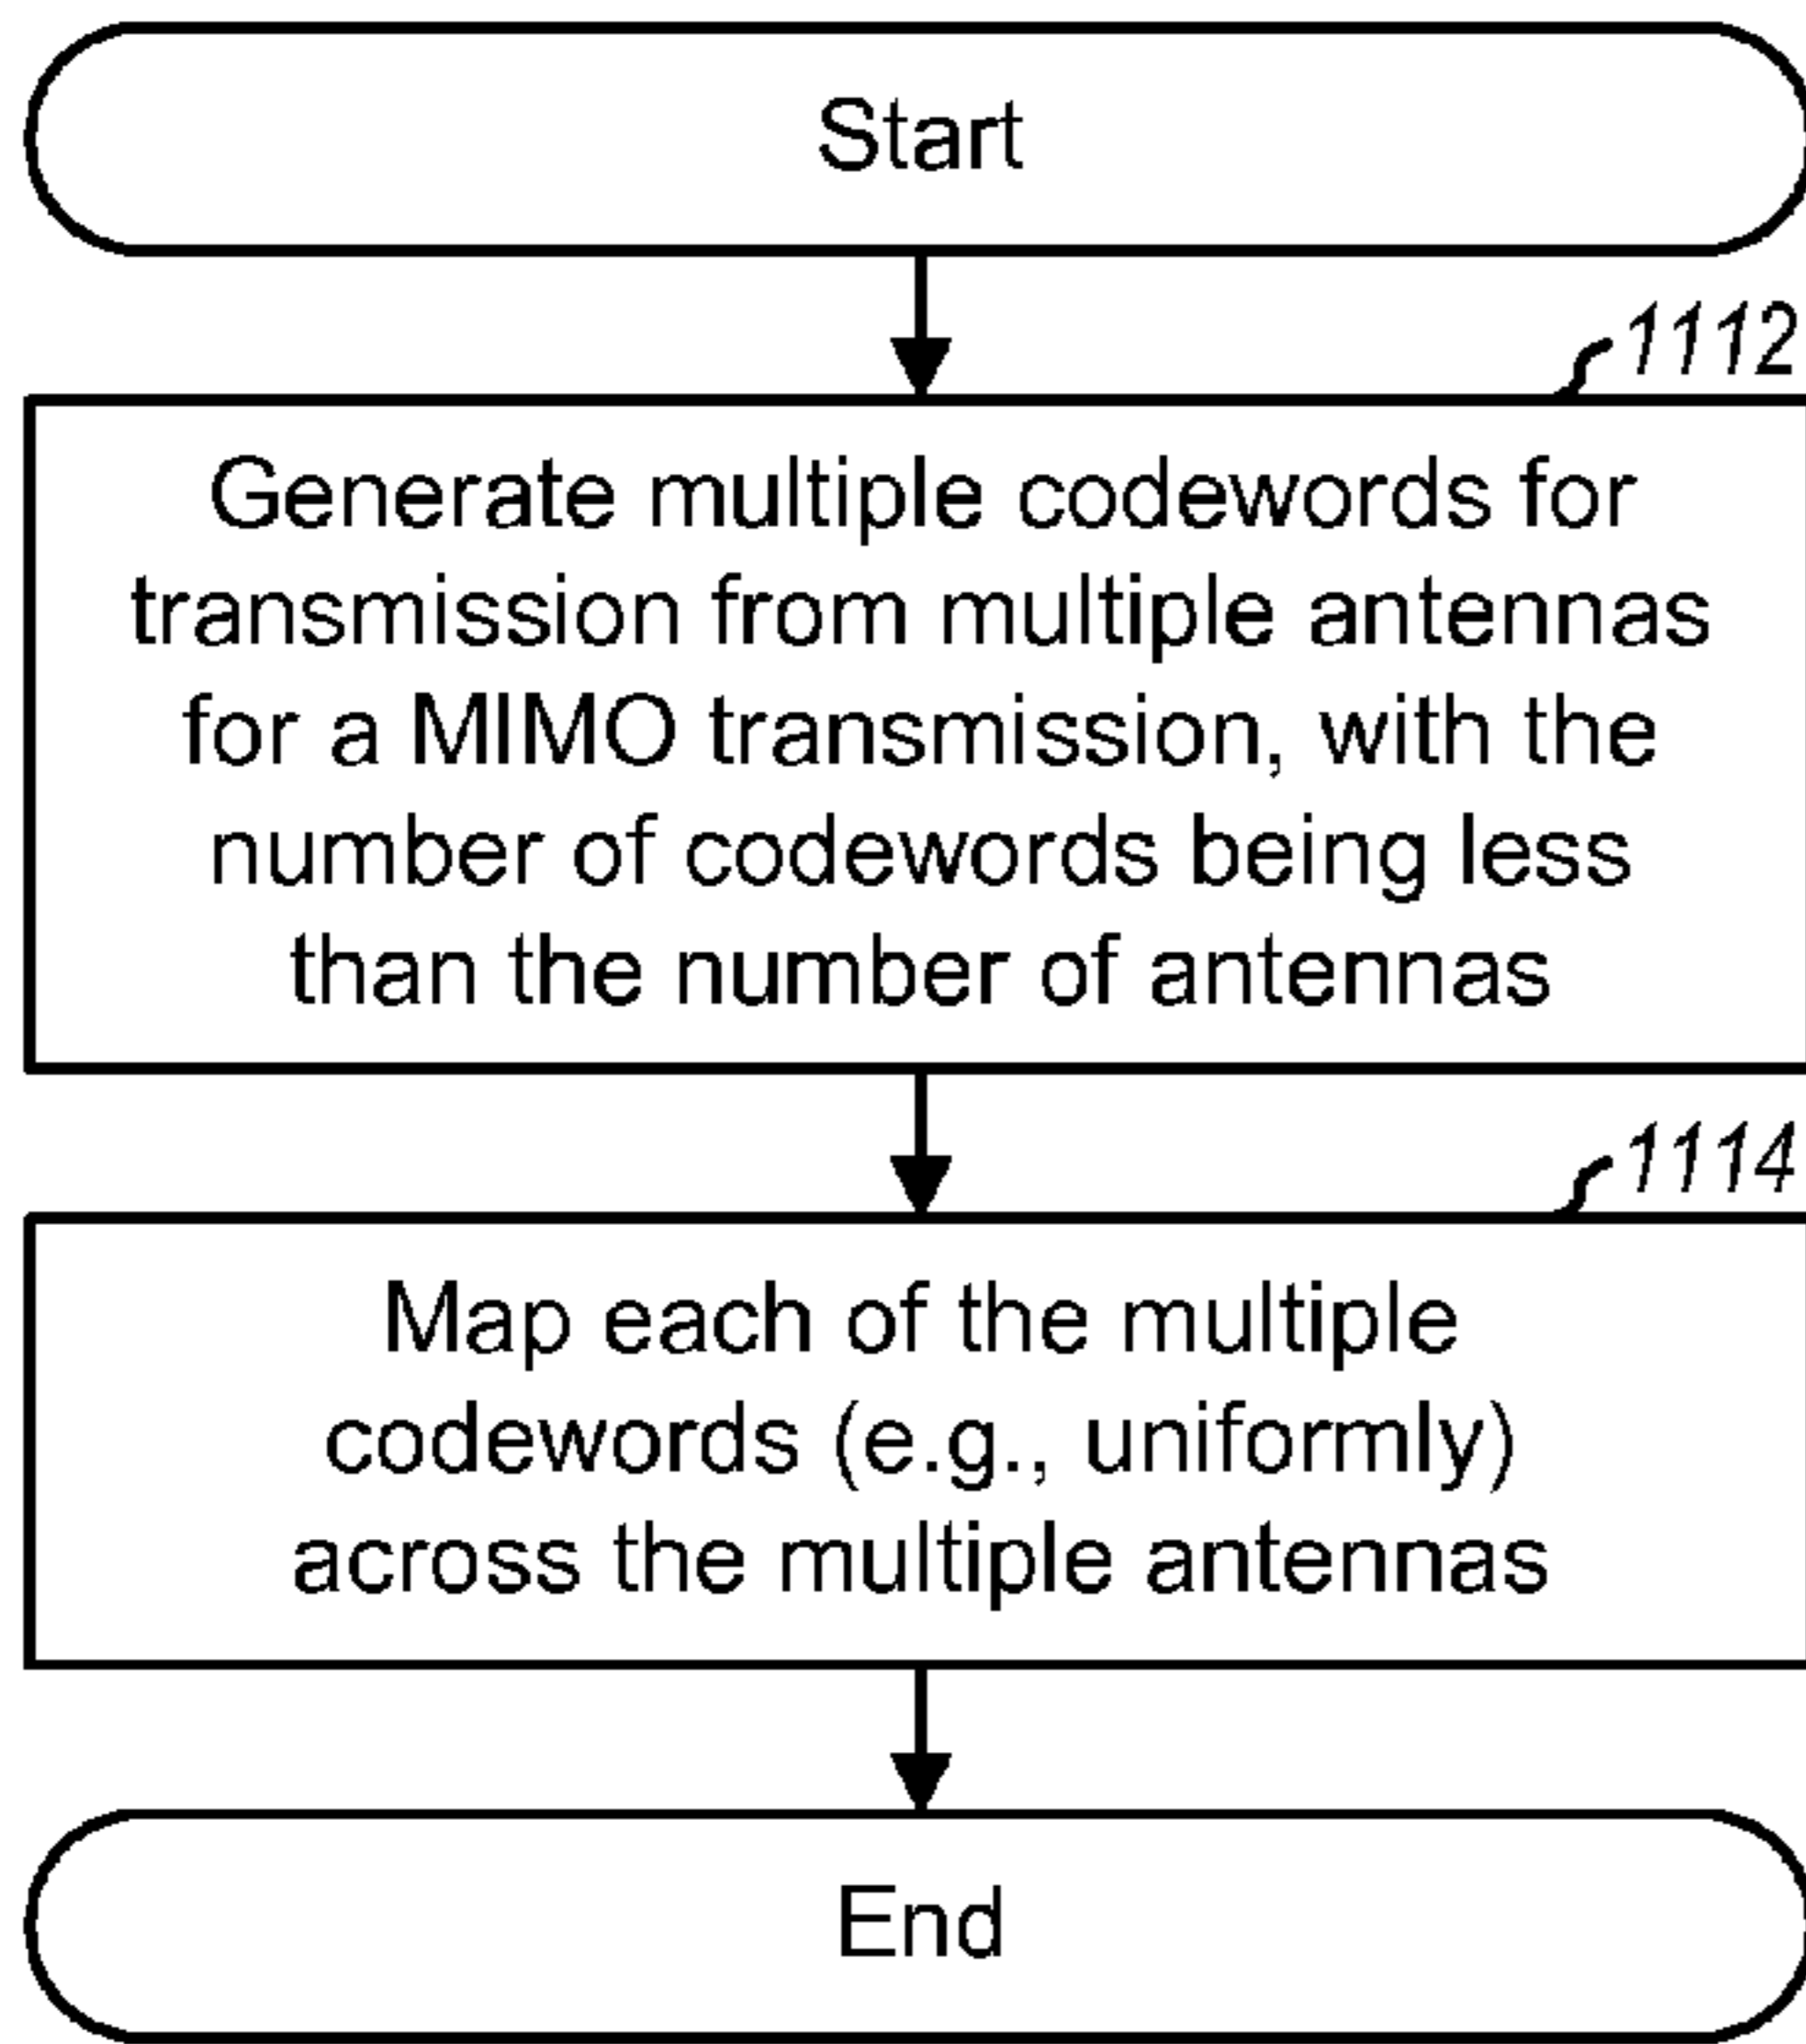 Start
1112
Generate multiple codewords for
transmission from multiple antennas
for a MIMO transmission, with the
number of codewords being less
than the number of antennas
1114
Map each of the multiple
codewords (e.g., uniformly)
across the multiple antennas
End